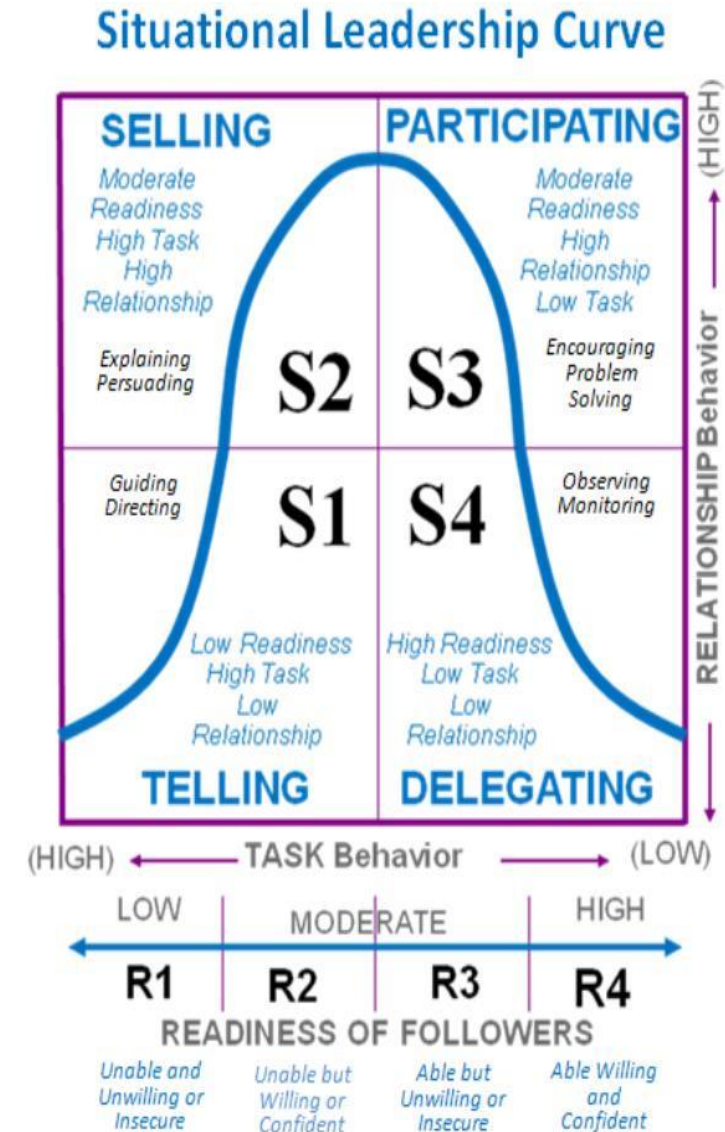 Situational Leadership Curve
SELLING
Moderate
Readiness
High Task
High
Relationship
Explaining
Persuading
S2
PARTICIPATING
Moderate
Readiness
High
Relationship
Low Task
Encouraging
Problem
Solving
S3
Guiding
Directing
S1
Low Readiness
High Task
Low
Relationship
TELLING
Observing
Monitoring
S4
High Readiness
Low Task
Low
Relationship
DELEGATING
(HIGH)
RELATIONSHIP Behavior
(HIGH) TASK Behavior (LOW)
LOW MODERATE HIGH
R1 R2 R3 R4
READINESS OF FOLLOWERS
Unable and
Unwilling or
Insecure
Unable but
Willing or
Confident
Able but
Unwilling or
Insecure
Able Willing
and
Confident